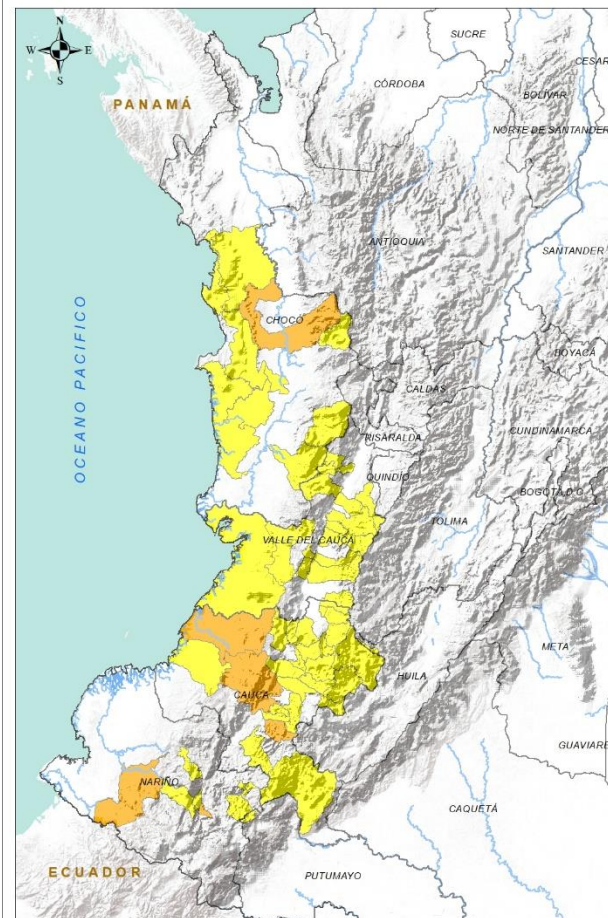 SUCRE
N
W E
S
CESAR
CÓRDOBA
BOLÍVAR
PANAMÁ
NORTE DE SANTANDER
ANTIOQUIA
SANTANDER
OCEANO PACIFICO
CHOCÓ
BOYACÁ
CALDAS
CUNDINAMARCA
RISARALDA
QUINDÍO
BOGOTÁ D.C.
TOLIMA
VALLE DEL CAUCA
META
HUILA
CAUCA
GUAVIARE
NARIÑO
CAQUETÁ
ECUADOR
PUTUMAYO